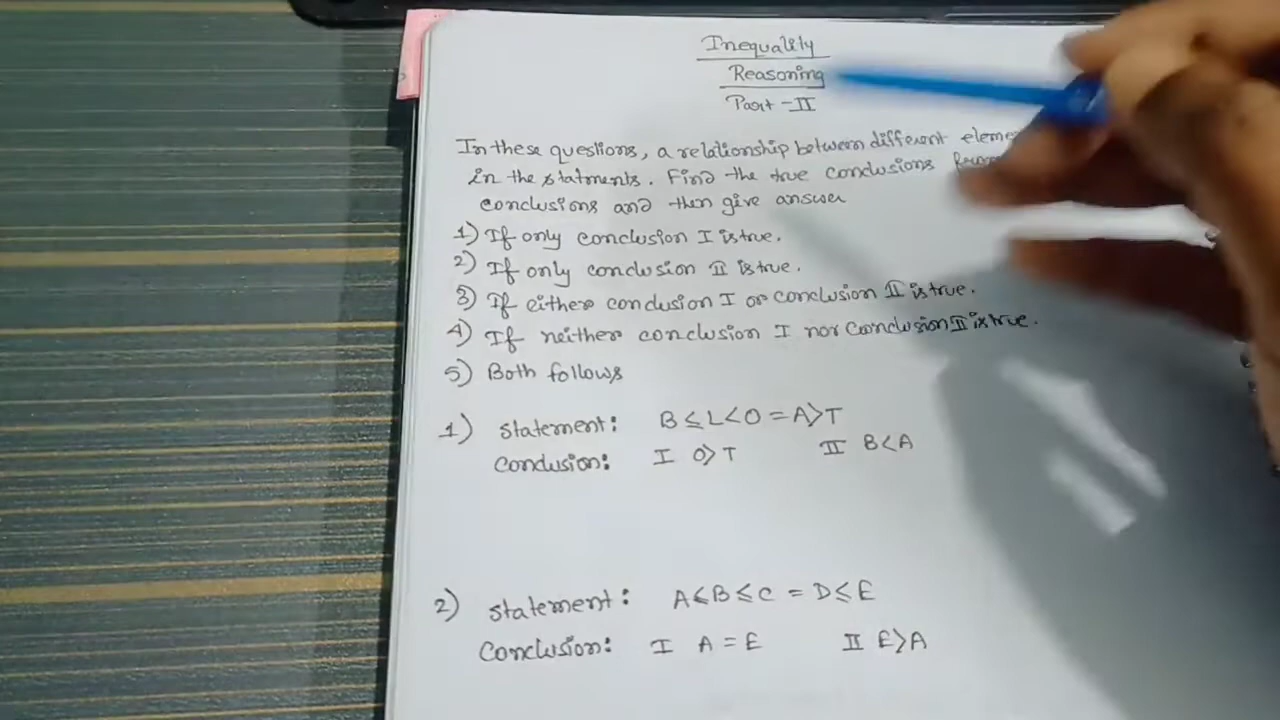 Inequality
Reasoning
Part -II
In these questions, a relationship between different
in the statments. Find the true conclusions
conclusions and then give answer
1) If only conclusion I is true.
2) If only conclusion II is true.
3) If either conclusion I or conclusion II is true.
4) If neither conclusion I nor conclusion II is true.
5) Both follows
1) Statement: B ≤ L < O = A > T
Conclusion: I O > T II B < A
2) Statement: A ≤ B ≤ C = D ≤ E
Conclusion: I A = E II E > A